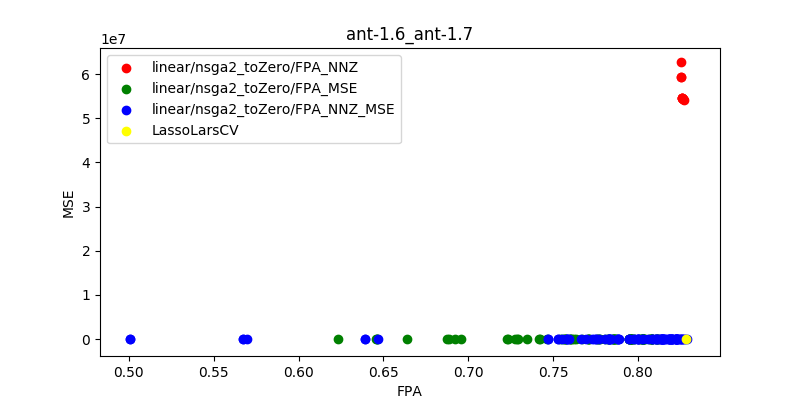 ant-1.6_ant-1.7
1e7
linear/nsga2_toZero/FPA_NNZ
linear/nsga2_toZero/FPA_MSE
linear/nsga2_toZero/FPA_NNZ_MSE
LassoLarsCV
6
5
4
3
2
1
0
MSE
0.50 0.55 0.60 0.65 0.70 0.75 0.80
FPA